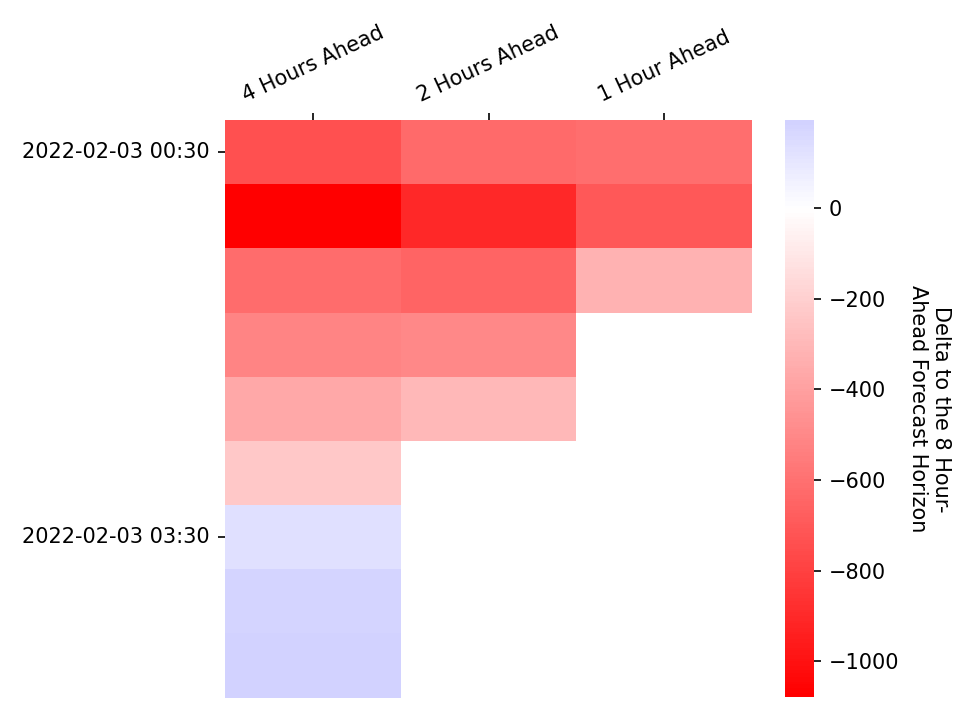 4 Hours Ahead
2 Hours Ahead
1 Hour Ahead
2022-02-03 00:30
2022-02-03 03:30
0
−200
−400
−600
−800
−1000
Delta to the 8 Hour-
Ahead Forecast Horizon